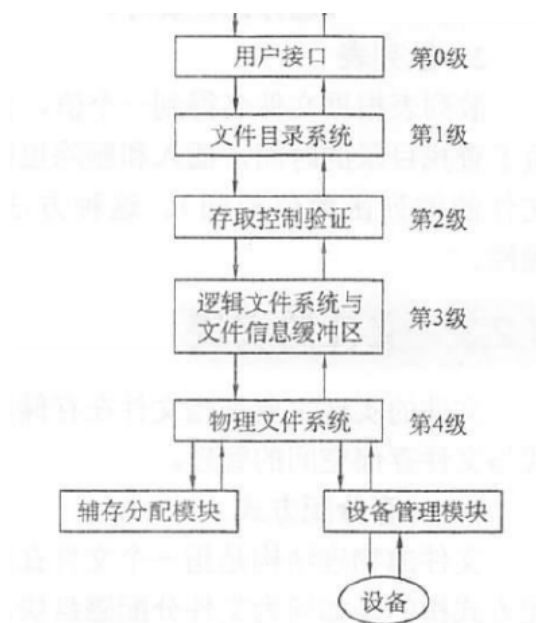 用户接口 第0级
文件目录系统 第1级
存取控制验证 第2级
逻辑文件系统与
文件信息缓冲区 第3级
物理文件系统 第4级
辅存分配模块 设备管理模块
设备